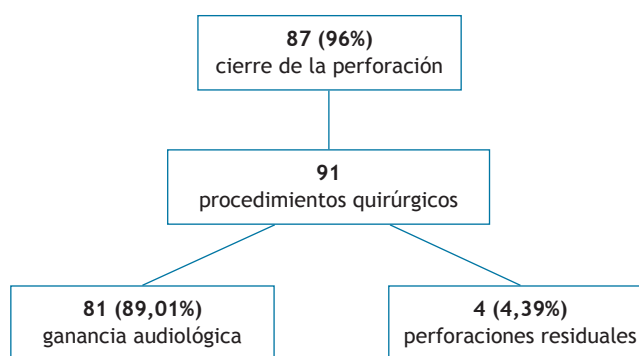 87 (96%)
cierre de la perforación
91
procedimientos quirúrgicos
81 (89,01%)
ganancia audiológica
4 (4,39%)
perforaciones residuales